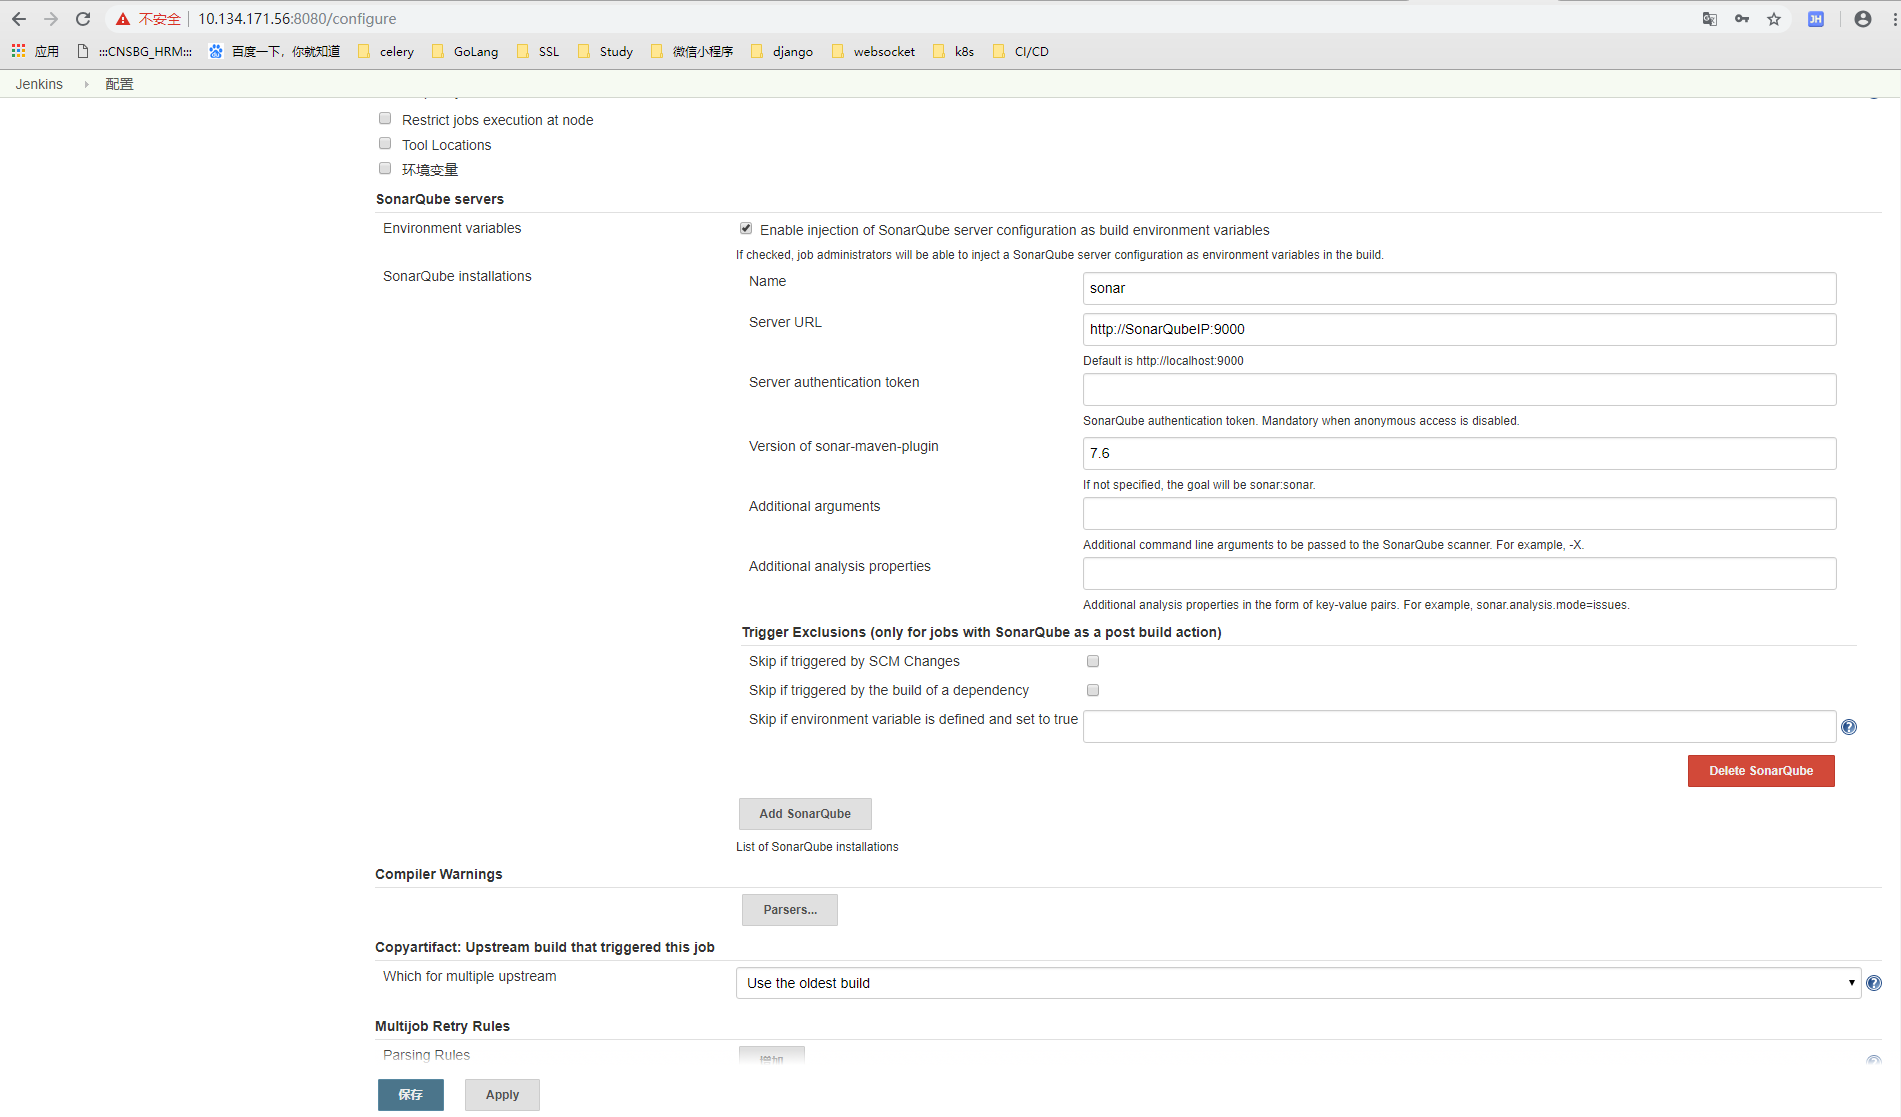 不安全 10.134.171.56:8080/configure JH
应用 :::CNSBG_HRM::: 百度一下，你就知道 celery GoLang SSL Study 微信小程序 django websocket k8s CI/CD
Jenkins 配置
Restrict jobs execution at node
Tool Locations
环境变量
SonarQube servers
Environment variables Enable injection of SonarQube server configuration as build environment variables
If checked, job administrators will be able to inject a SonarQube server configuration as environment variables in the build.
SonarQube installations
Name sonar
Server URL http://SonarQubeIP:9000
Default is http://localhost:9000
Server authentication token
SonarQube authentication token. Mandatory when anonymous access is disabled.
Version of sonar-maven-plugin 7.6
If not specified, the goal will be sonar:sonar.
Additional arguments
Additional command line arguments to be passed to the SonarQube scanner. For example, -X.
Additional analysis properties
Additional analysis properties in the form of key-value pairs. For example, sonar.analysis.mode=issues.
Trigger Exclusions (only for jobs with SonarQube as a post build action)
Skip if triggered by SCM Changes
Skip if triggered by the build of a dependency
Skip if environment variable is defined and set to true
Delete SonarQube
Add SonarQube
List of SonarQube installations
Compiler Warnings
Parsers...
Copyartifact: Upstream build that triggered this job
Which for multiple upstream Use the oldest build
Multijob Retry Rules
Parsing Rules 增加
保存 Apply